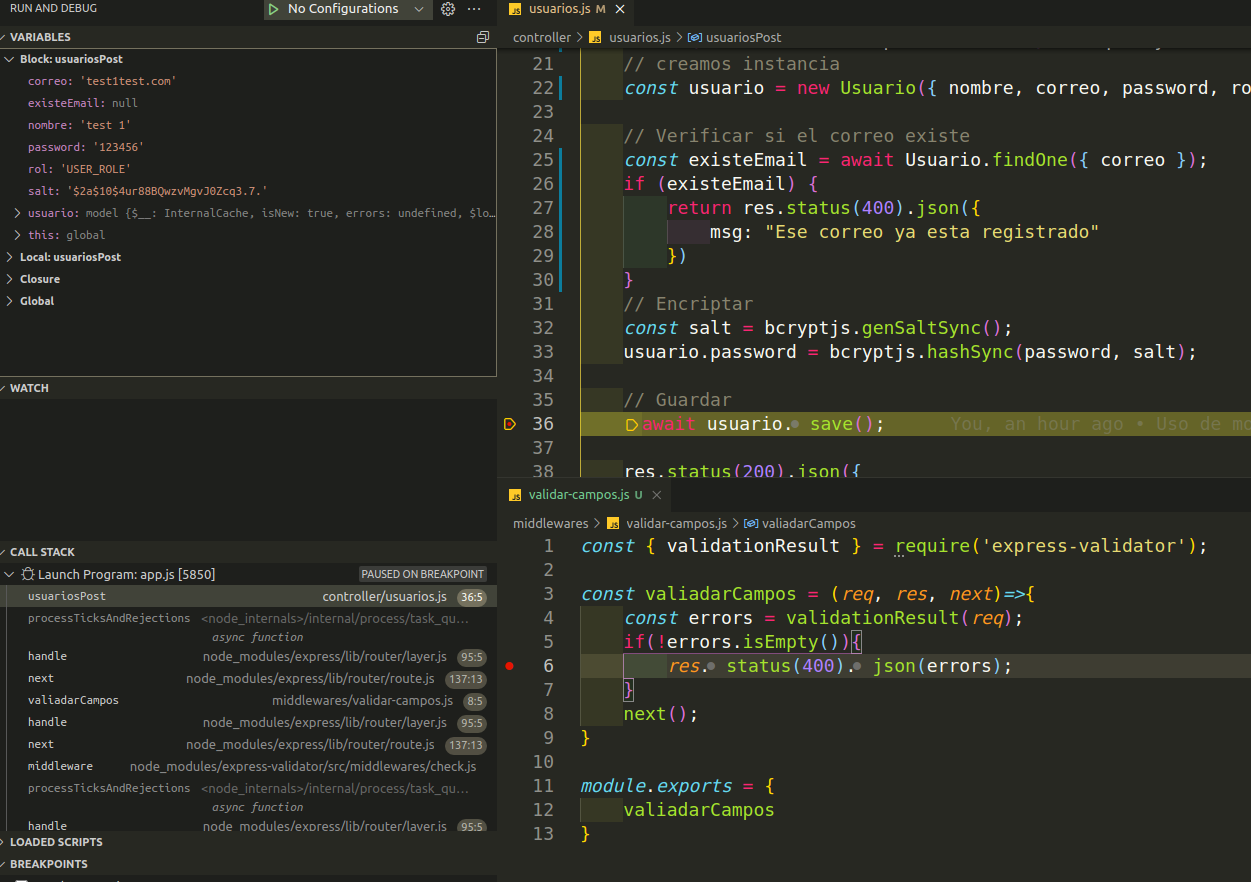 RUN AND DEBUG
No Configurations
VARIABLES
Block: usuariosPost
correo: 'test1test.com'
existeEmail: null
nombre: 'test 1'
password: '123456'
rol: 'USER_ROLE'
salt: '$2a$10$4ur88BQwzvMgvJ0Zcq3.7.'
usuario: model {$__: InternalCache, isNew: true, errors: undefined, $lo…
this: global
Local: usuariosPost
Closure
Global
WATCH
CALL STACK
Launch Program: app.js [5850] PAUSED ON BREAKPOINT
usuariosPost controller/usuarios.js 36:5
processTicksAndRejections <node_internals>/internal/process/task_qu…
async function
handle node_modules/express/lib/router/layer.js 95:5
next node_modules/express/lib/router/route.js 137:13
valiadarCampos middlewares/validar-campos.js 8:5
handle node_modules/express/lib/router/layer.js 95:5
next node_modules/express/lib/router/route.js 137:13
middleware node_modules/express-validator/src/middlewares/check.js
processTicksAndRejections <node_internals>/internal/process/task_qu…
async function
handle node_modules/express/lib/router/layer.js 95:5
LOADED SCRIPTS
BREAKPOINTS
JS usuarios.js M
controller > JS usuarios.js > usuariosPost
21 // creamos instancia
22 const usuario = new Usuario({ nombre, correo, password, ro
23
24 // Verificar si el correo existe
25 const existeEmail = await Usuario.findOne({ correo });
26 if (existeEmail) {
27 return res.status(400).json({
28 msg: "Ese correo ya esta registrado"
29 })
30 }
31 // Encriptar
32 const salt = bcryptjs.genSaltSync();
33 usuario.password = bcryptjs.hashSync(password, salt);
34
35 // Guardar
36 await usuario. save(); You, an hour ago • Uso de mo
37
38 res.status(200).json({
JS validar-campos.js U
middlewares > JS validar-campos.js > valiadarCampos
1 const { validationResult } = require('express-validator');
2
3 const valiadarCampos = (req, res, next)=>{
4 const errors = validationResult(req);
5 if(!errors.isEmpty()){
6 res. status(400). json(errors);
7 }
8 next();
9 }
10
11 module.exports = {
12 valiadarCampos
13 }